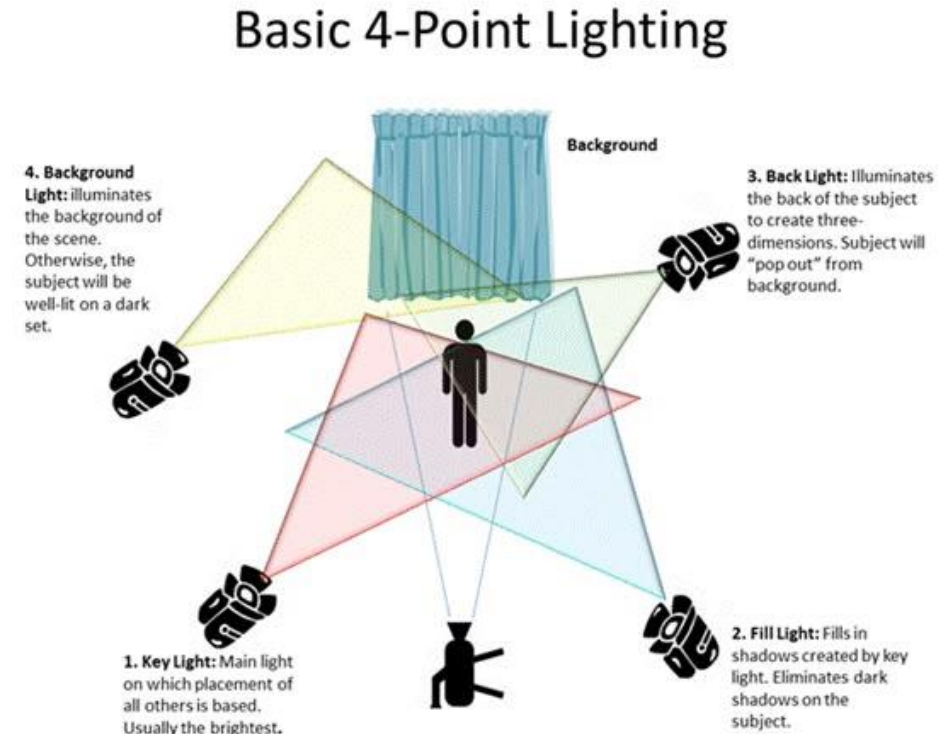 Basic 4-Point Lighting
Background
4. Background
Light: illuminates
the background of
the scene.
Otherwise, the
subject will be
well-lit on a dark
set.
3. Back Light: Illuminates
the back of the subject
to create three-
dimensions. Subject will
“pop out” from
background.
1. Key Light: Main light
on which placement of
all others is based.
Usually the brightest.
2. Fill Light: Fills in
shadows created by key
light. Eliminates dark
shadows on the
subject.